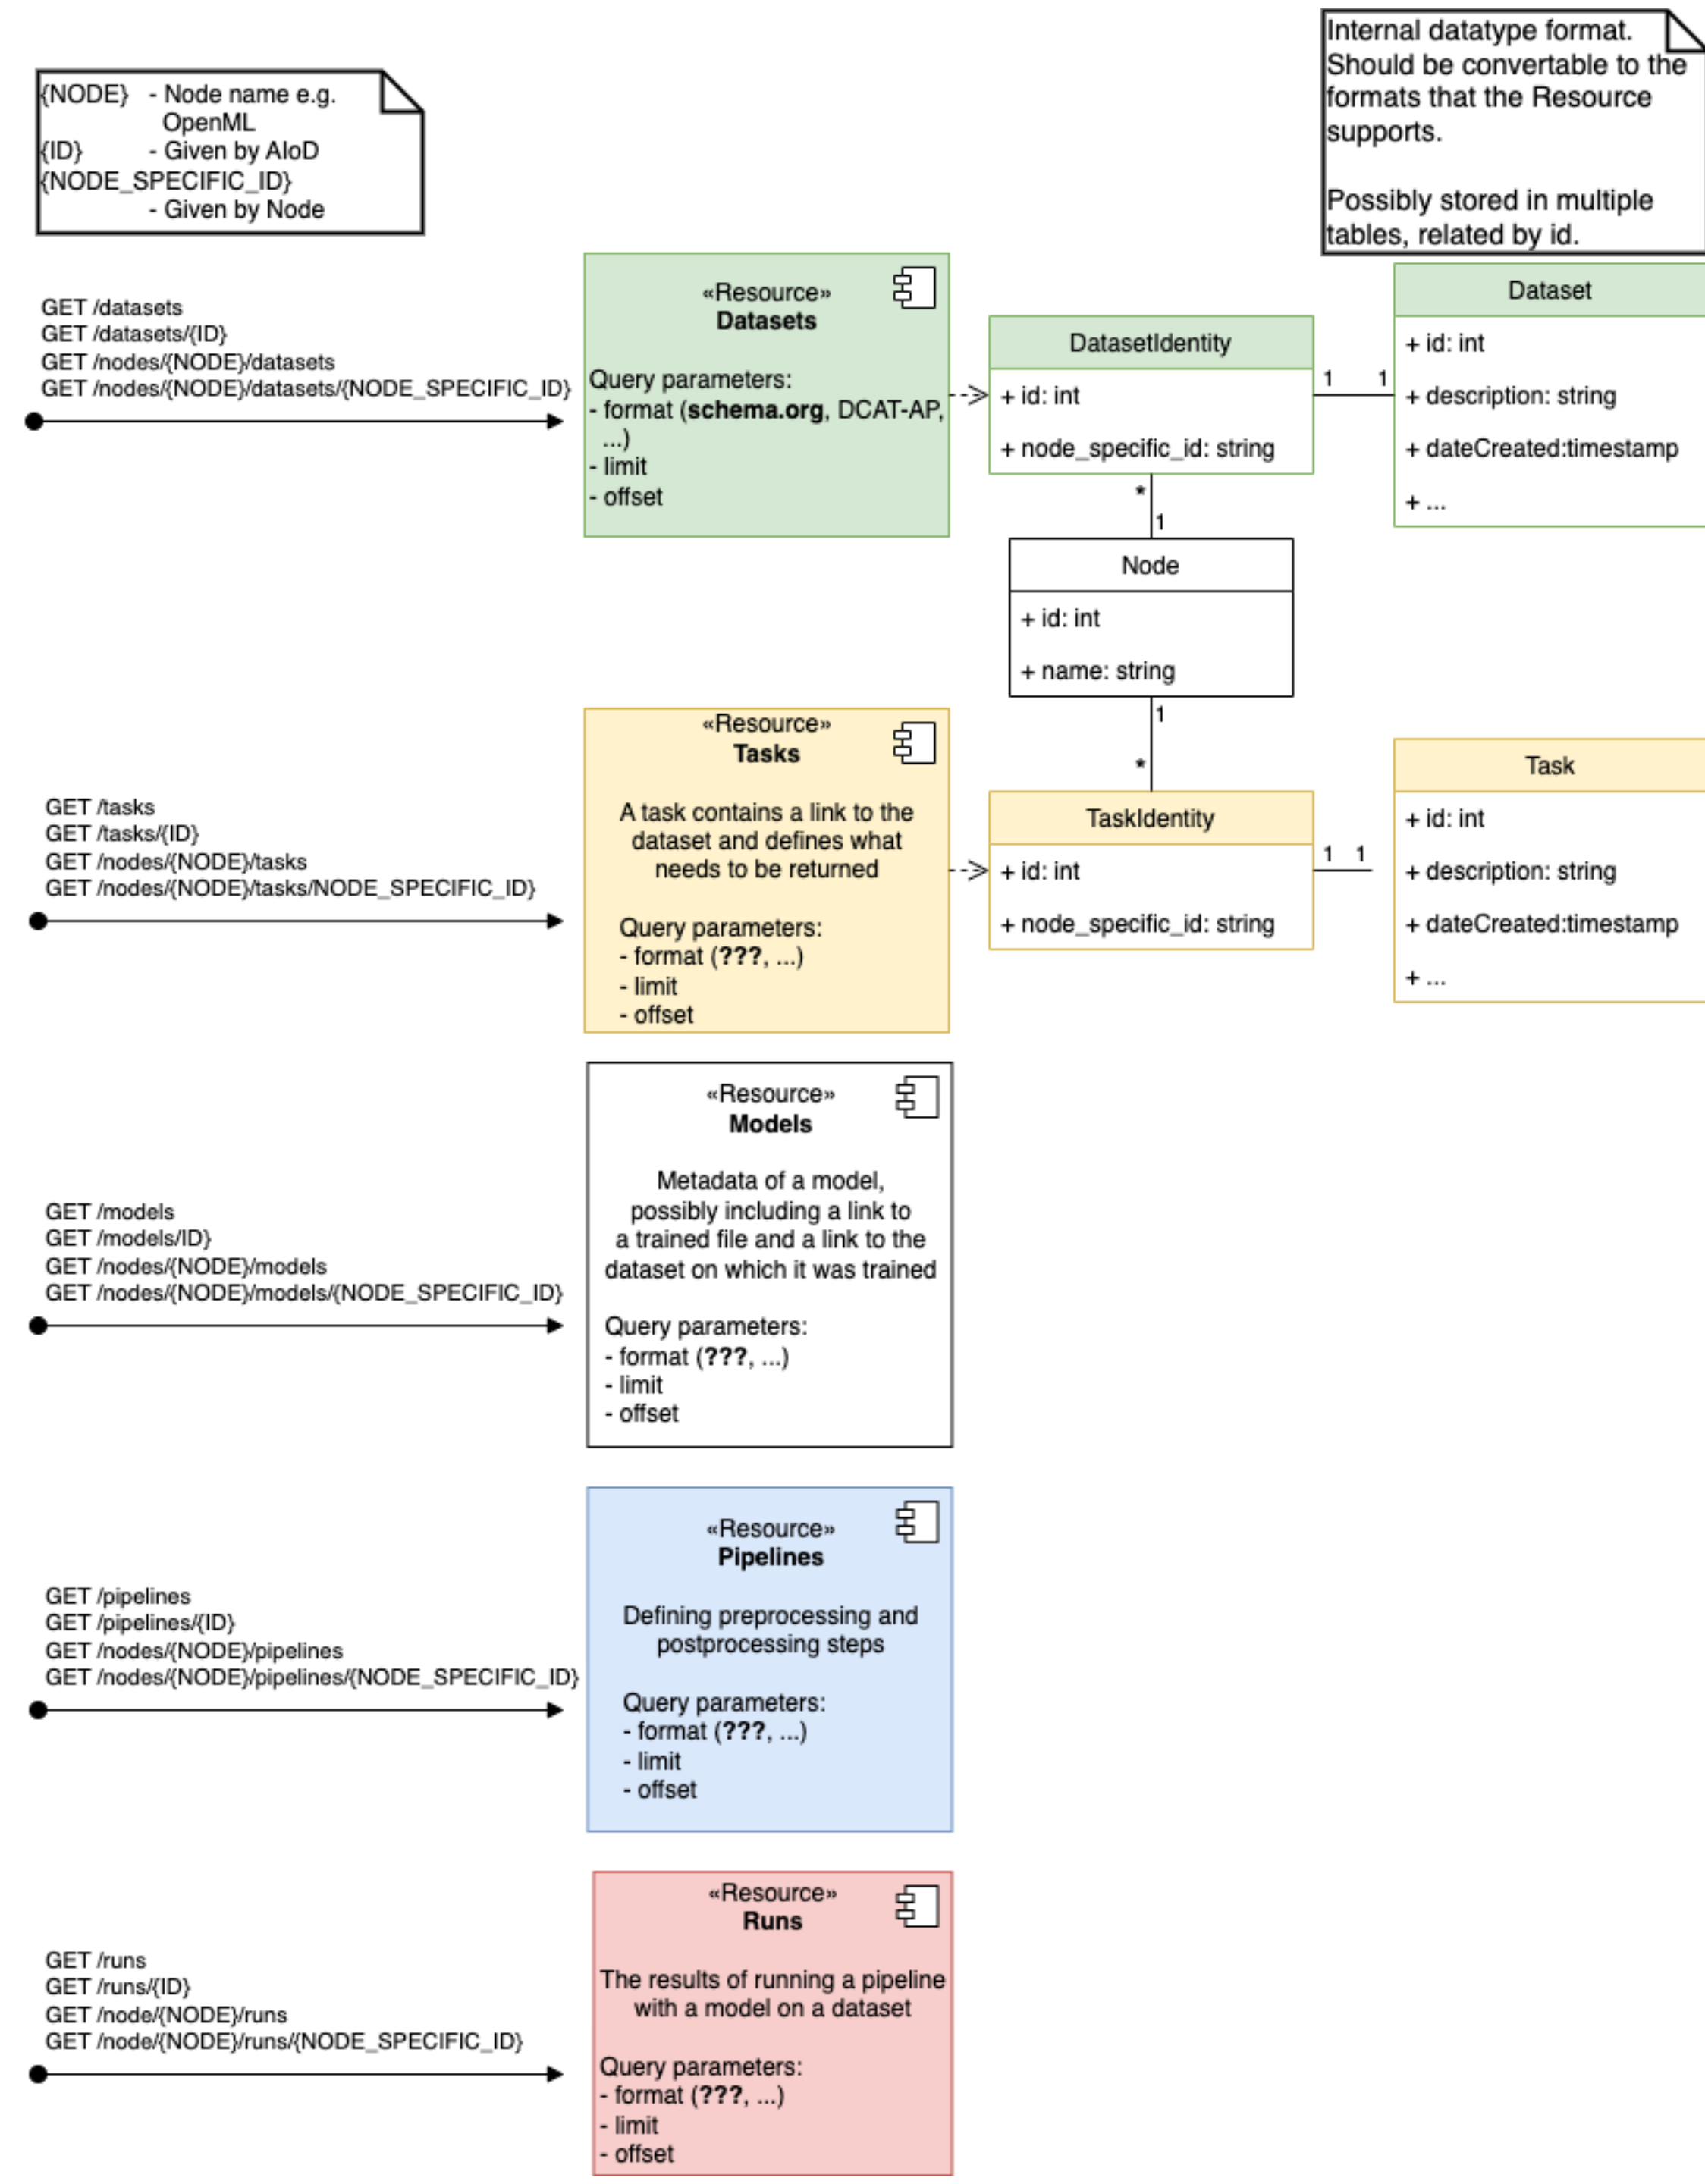 {NODE} - Node name e.g.
OpenML
{ID} - Given by AIoD
{NODE_SPECIFIC_ID}
- Given by Node
Internal datatype format.
Should be convertable to the
formats that the Resource
supports.
Possibly stored in multiple
tables, related by id.
GET /datasets
GET /datasets/{ID}
GET /nodes/{NODE}/datasets
GET /nodes/{NODE}/datasets/{NODE_SPECIFIC_ID}
«Resource»
Datasets
Query parameters:
- format (schema.org, DCAT-AP,
...)
- limit
- offset
DatasetIdentity
+ id: int
+ node_specific_id: string
1 1
Dataset
+ id: int
+ description: string
+ dateCreated:timestamp
+ ...
*
1
Node
+ id: int
+ name: string
1
*
GET /tasks
GET /tasks/{ID}
GET /nodes/{NODE}/tasks
GET /nodes/{NODE}/tasks/NODE_SPECIFIC_ID}
«Resource»
Tasks
A task contains a link to the
dataset and defines what
needs to be returned
Query parameters:
- format (???, ...)
- limit
- offset
TaskIdentity
+ id: int
+ node_specific_id: string
1 1
Task
+ id: int
+ description: string
+ dateCreated:timestamp
+ ...
GET /models
GET /models/ID}
GET /nodes/{NODE}/models
GET /nodes/{NODE}/models/{NODE_SPECIFIC_ID}
«Resource»
Models
Metadata of a model,
possibly including a link to
a trained file and a link to the
dataset on which it was trained
Query parameters:
- format (???, ...)
- limit
- offset
GET /pipelines
GET /pipelines/{ID}
GET /nodes/{NODE}/pipelines
GET /nodes/{NODE}/pipelines/{NODE_SPECIFIC_ID}
«Resource»
Pipelines
Defining preprocessing and
postprocessing steps
Query parameters:
- format (???, ...)
- limit
- offset
GET /runs
GET /runs/{ID}
GET /node/{NODE}/runs
GET /node/{NODE}/runs/{NODE_SPECIFIC_ID}
«Resource»
Runs
The results of running a pipeline
with a model on a dataset
Query parameters:
- format (???, ...)
- limit
- offset